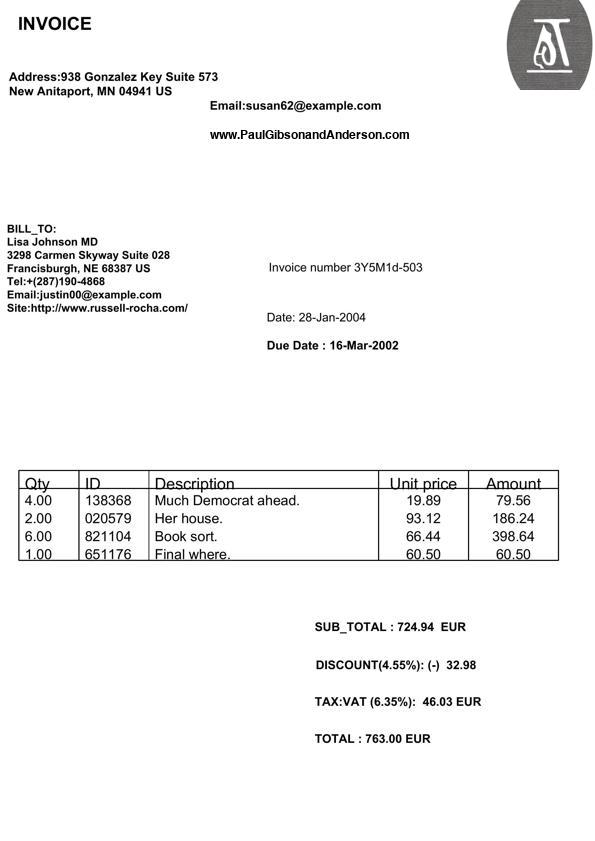 INVOICE
Address:938 Gonzalez Key Suite 573
New Anitaport, MN 04941 US
Email:susan62@example.com
www.PaulGibsonandAnderson.com
BILL_TO:
Lisa Johnson MD
3298 Carmen Skyway Suite 028
Francisburgh, NE 68387 US
Tel:+(287)190-4868
Email:justin00@example.com
Site:http://www.russell-rocha.com/
Invoice number 3Y5M1d-503
Date: 28-Jan-2004
Due Date : 16-Mar-2002
Qty ID Description Unit price Amount
4.00 138368 Much Democrat ahead. 19.89 79.56
2.00 020579 Her house. 93.12 186.24
6.00 821104 Book sort. 66.44 398.64
1.00 651176 Final where. 60.50 60.50
SUB_TOTAL : 724.94 EUR
DISCOUNT(4.55%): (-) 32.98
TAX:VAT (6.35%): 46.03 EUR
TOTAL : 763.00 EUR